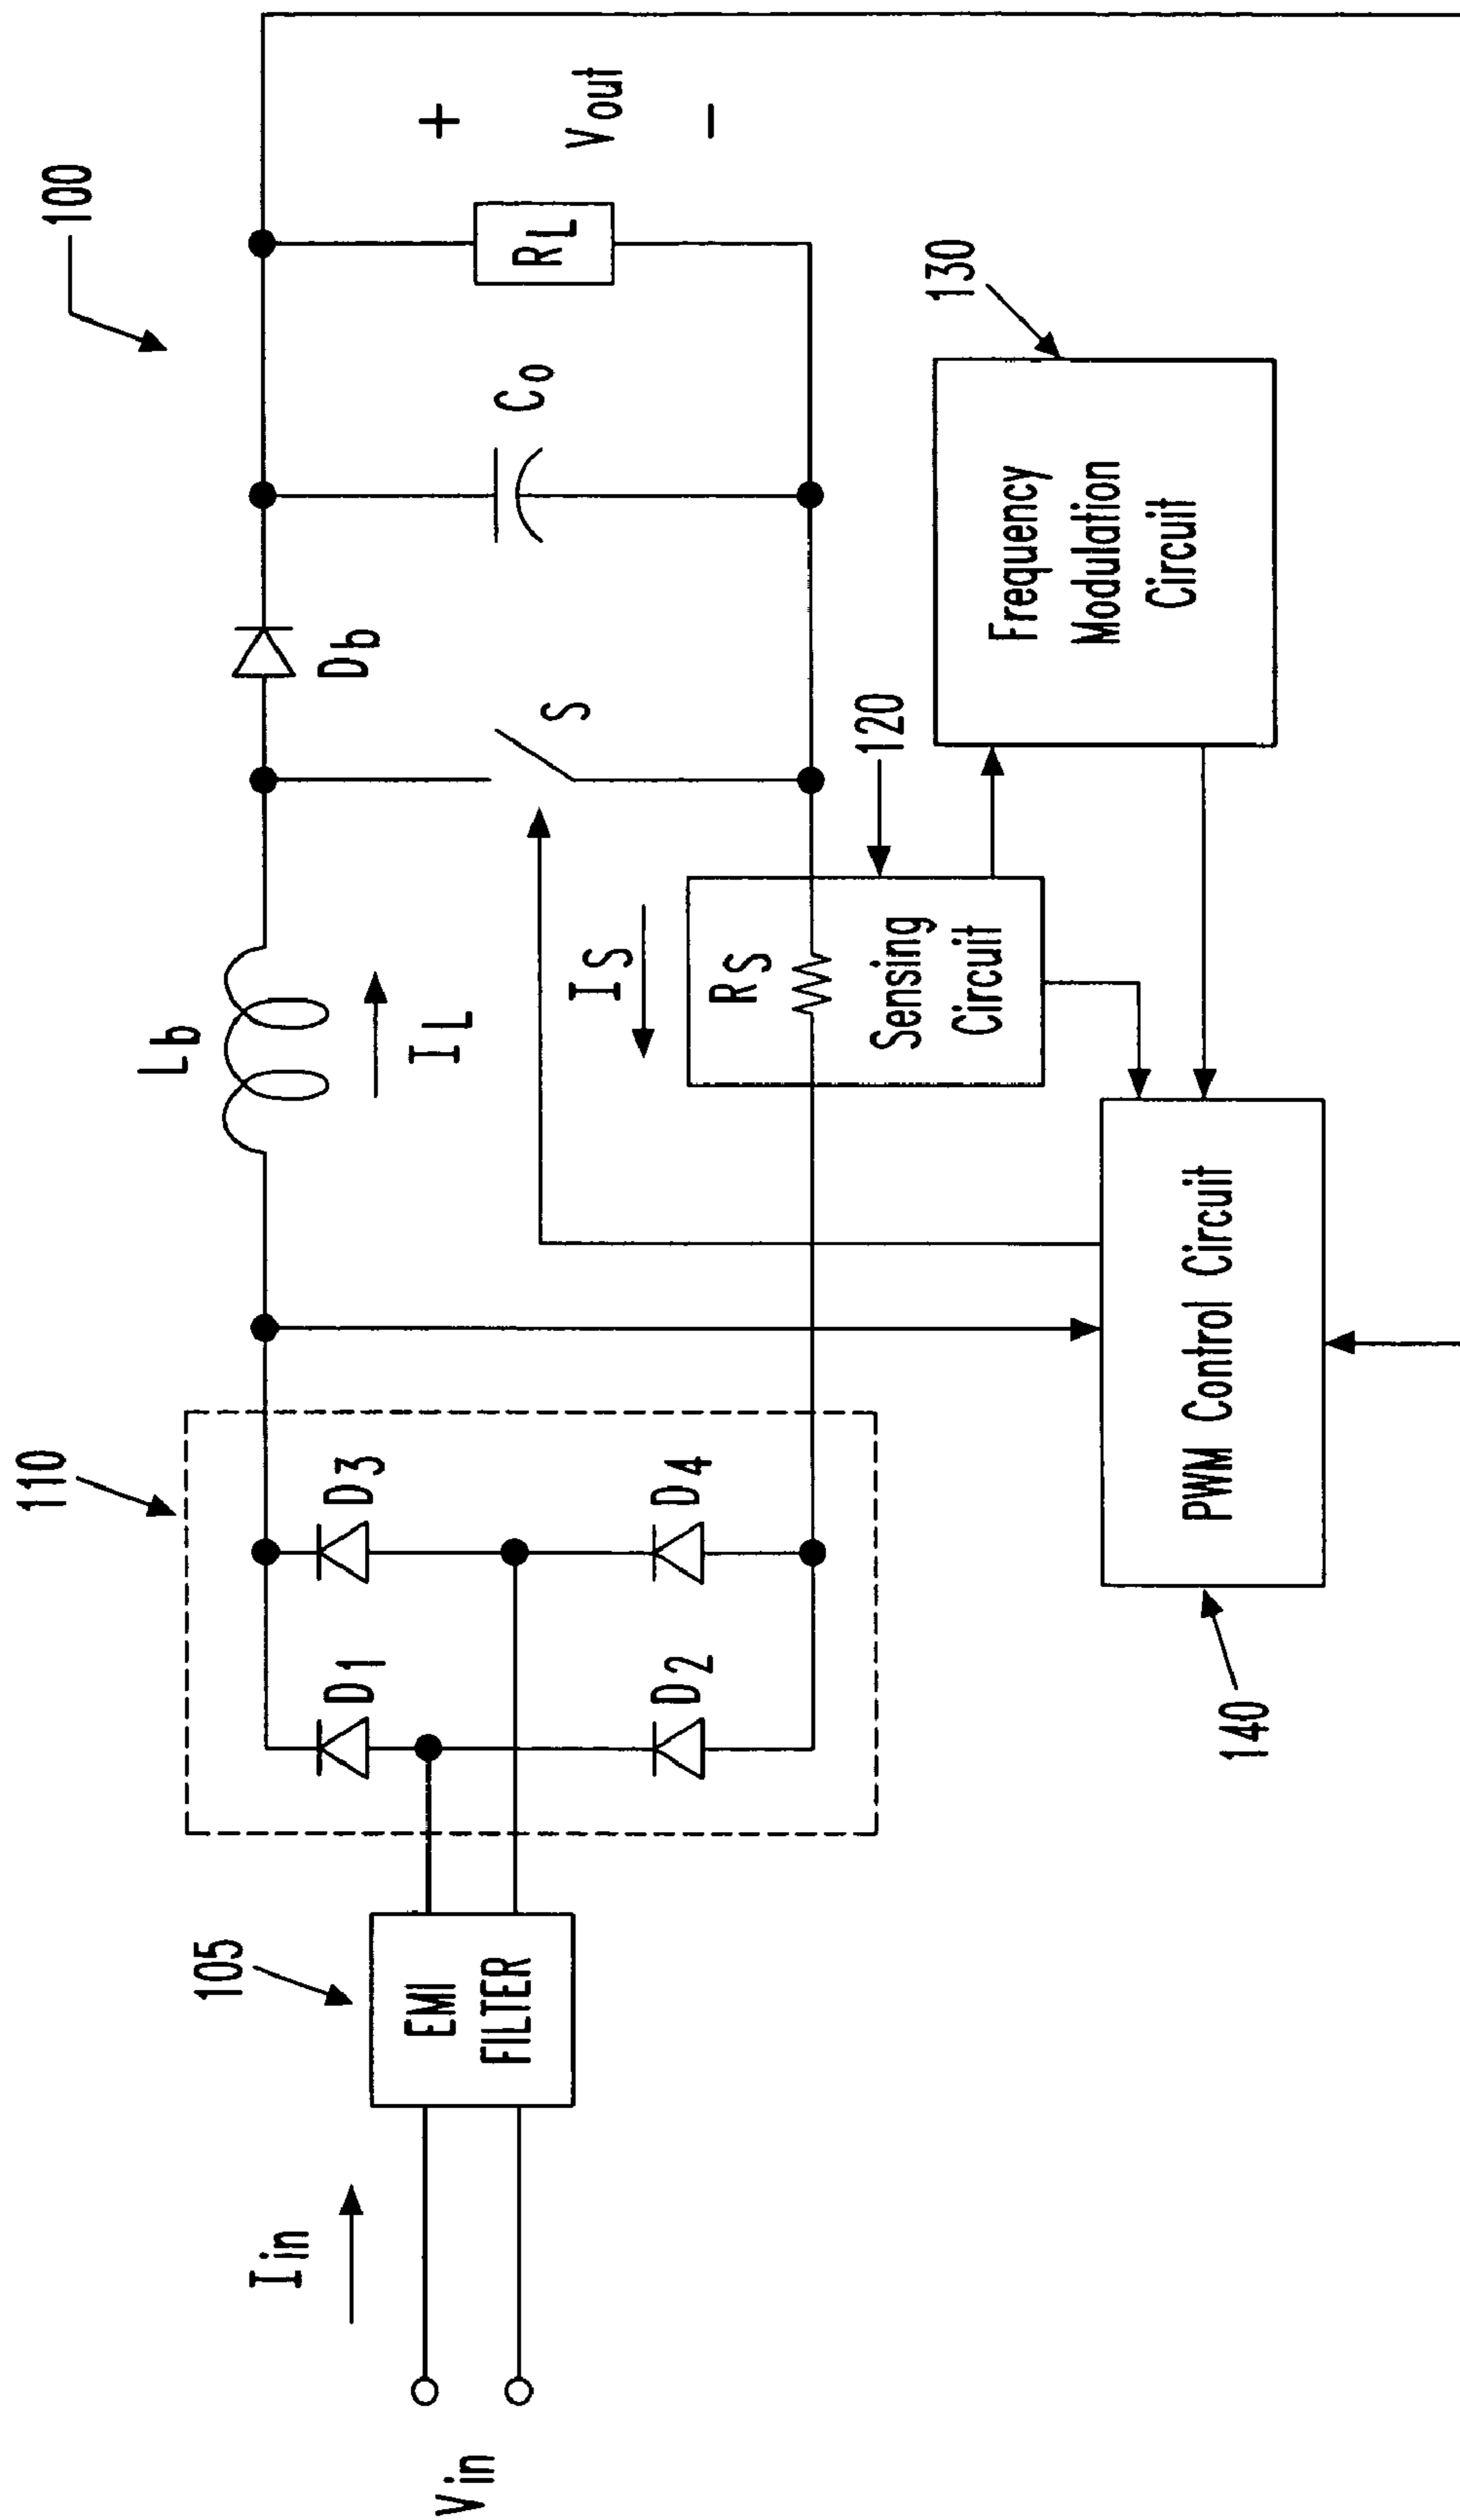 100
110
Lb
Db
+
Vout
−
105
Iin
D1
D3
IL
S
Co
RL
Vin
EMI
FILTER
D2
D4
IS
RS
Sensing
Circuit
120
130
Frequency
Modulation
Circuit
PWM Control Circuit
140